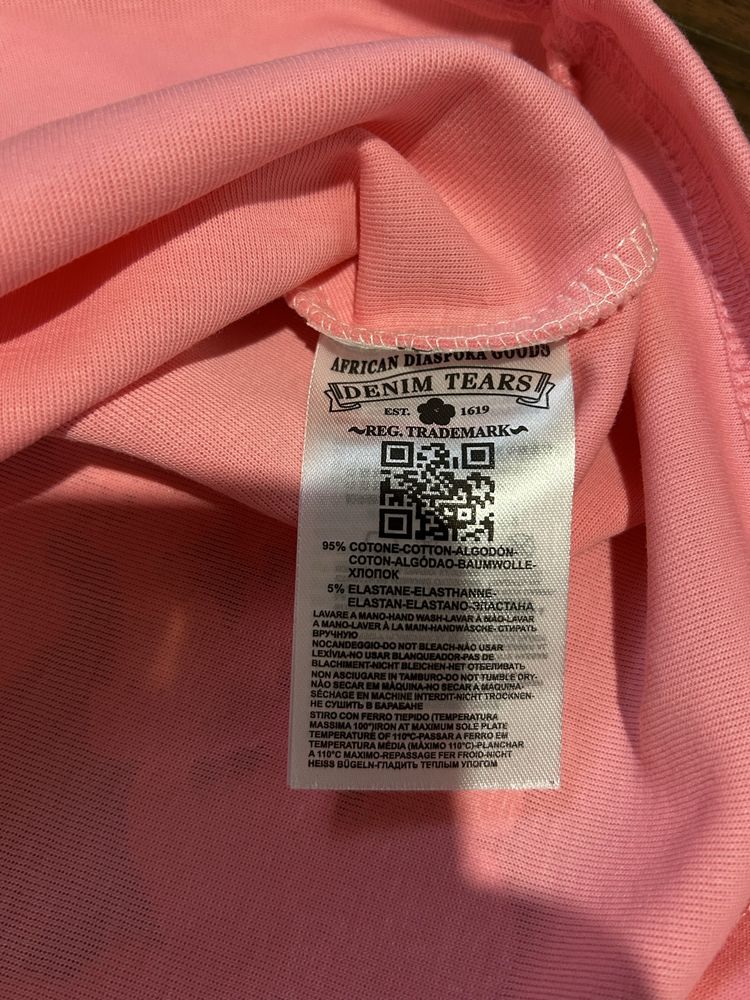 AFRICAN DIASPORA GOODS
DENIM TEARS
EST. 1619
~REG. TRADEMARK~
95% COTONE-COTTON-ALGODÓN-
COTON-ALGÓDAO-BAUMWOLLE-
ХЛОПОК
5% ELASTANE-ELASTHANNE-
ELASTAN-ELASTANO-ЭЛАСТАНА
LAVARE A MANO-HAND WASH-LAVAR Á MAO-LAVAR
A MANO-LAVER À LA MAIN-HANDWÄSCHE-СТИРАТЬ
ВРУЧНУЮ
NOCANDEGGIO-DO NOT BLEACH-NÃO USAR
LEXÍVIA-NO USAR BLANQUEADOR-PAS DE
BLACHIMENT-NICHT BLEICHEN-НЕТ ОТБЕЛИВАТЬ
NON ASCIUGARE IN TAMBURO-DO NOT TUMBLE DRY-
NÃO SECAR EM MÁQUINA-NO SECAR A MAQUINA-
SÉCHAGE EN MACHINE INTERDIT-NICHT TROCKNEN-
НЕ СУШИТЬ В БАРАБАНЕ
STIRO CON FERRO TIEPIDO (TEMPERATURA
MASSIMA 100°)IRON AT MAXIMUM SOLE PLATE
TEMPERATURE OF 110ºC-PASSAR A FERRO EM
TEMPERATURA MÉDIA (MÁXIMO 110°C)-PLANCHAR
A 110°C MAXIMO-REPASSAGE FER FROID-NICHT
HEISS BÜGELN-ГЛАДИТЬ ТЕПЛЫМ УПОГОМ